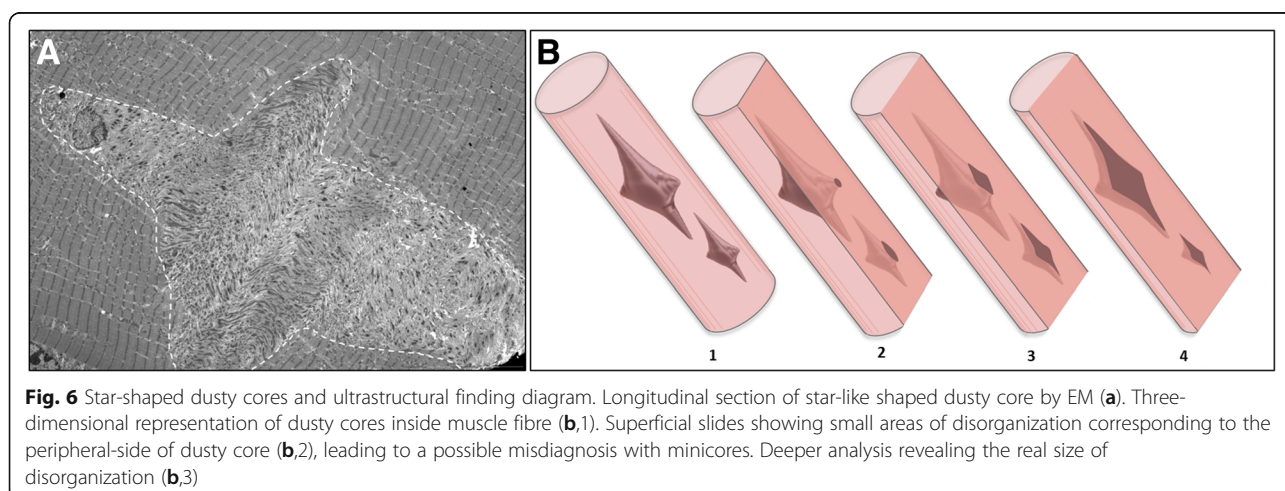 A
B
1
2
3
4
Fig. 6 Star-shaped dusty cores and ultrastructural finding diagram. Longitudinal section of star-like shaped dusty core by EM (a). Three-
dimensional representation of dusty cores inside muscle fibre (b,1). Superficial slides showing small areas of disorganization corresponding to the
peripheral-side of dusty core (b,2), leading to a possible misdiagnosis with minicores. Deeper analysis revealing the real size of
disorganization (b,3)